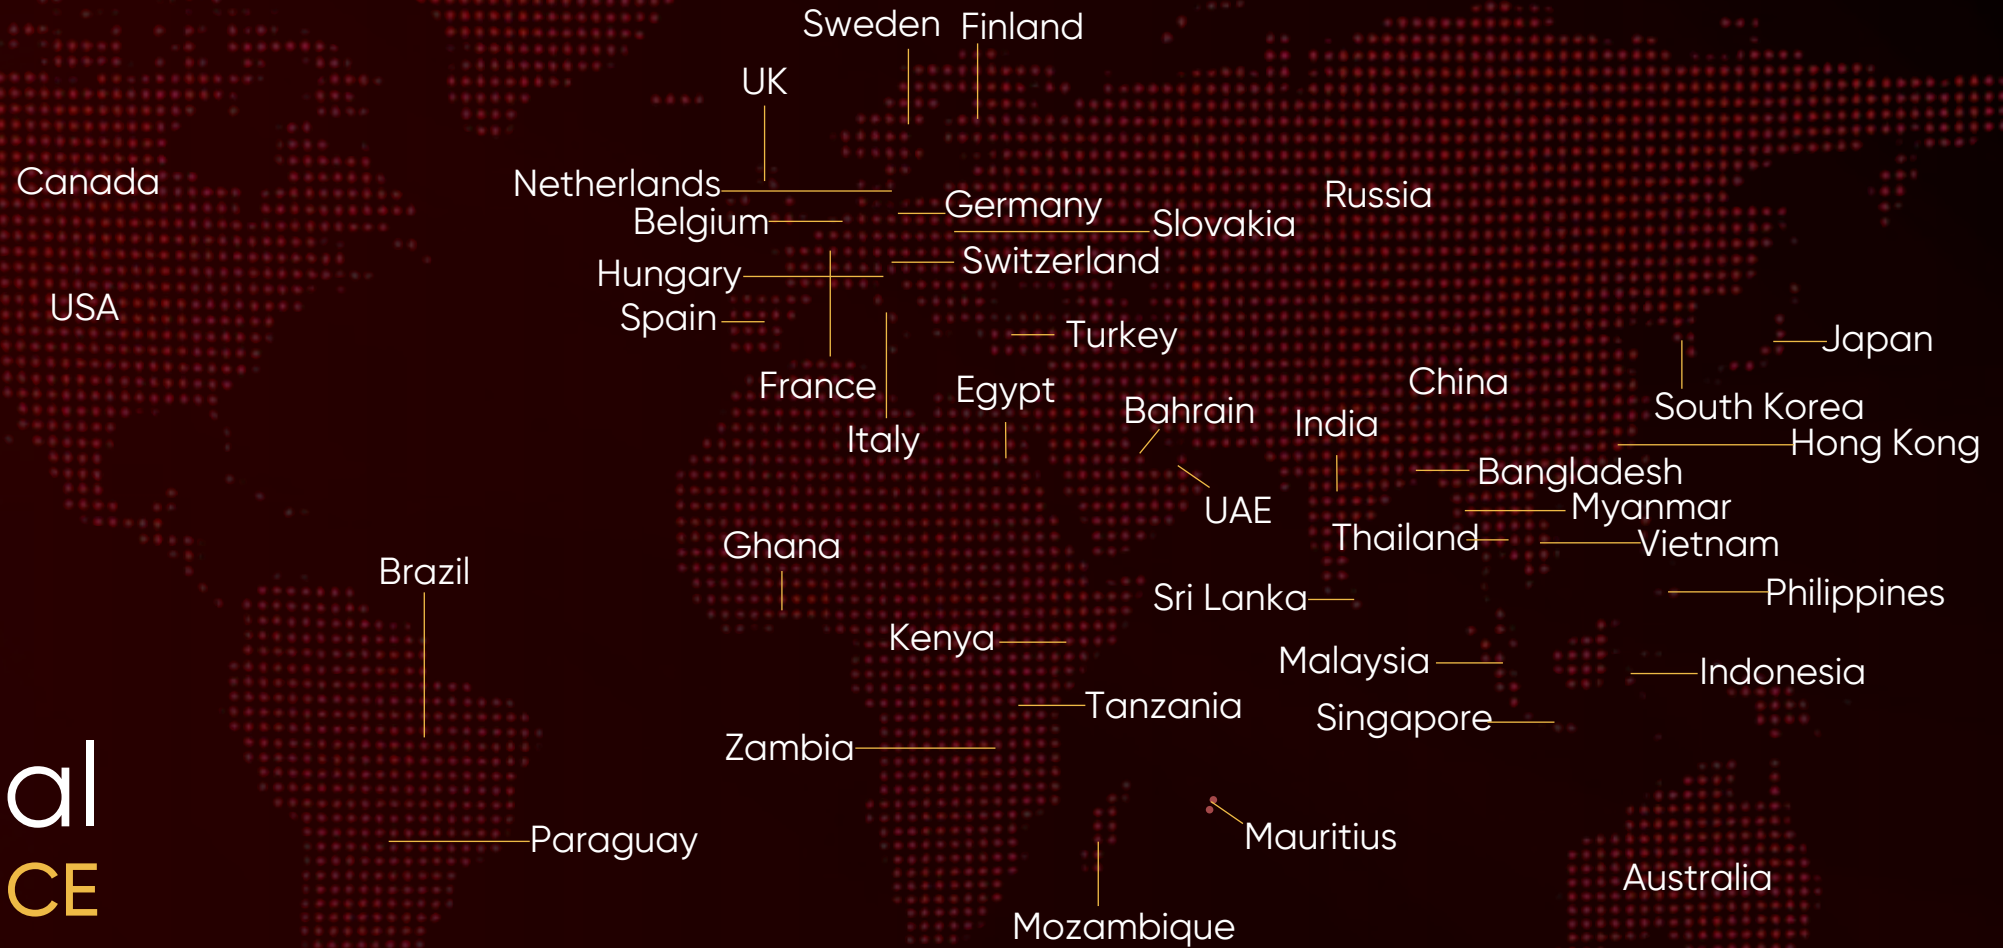 Sweden
Finland
UK
Canada
Netherlands
Germany
Russia
Belgium
Slovakia
Switzerland
Hungary
USA
Spain
Turkey
Japan
France
Egypt
China
Bahrain
India
South Korea
Italy
Hong Kong
Bangladesh
UAE
Myanmar
Ghana
Thailand
Vietnam
Brazil
Sri Lanka
Philippines
Kenya
Malaysia
Indonesia
Tanzania
Singapore
Zambia
al
Mauritius
Paraguay
Australia
CE
Mozambique